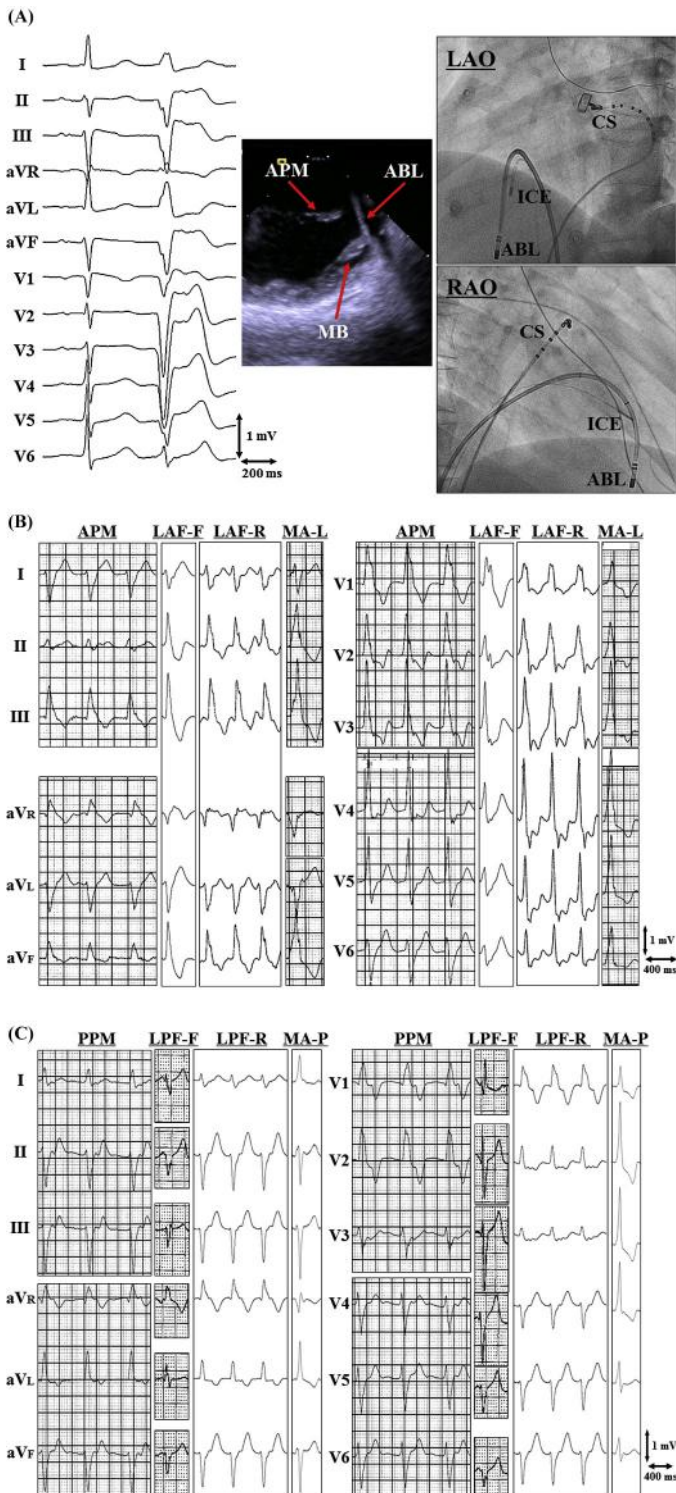 (A)
I
II
III
aVR
aVL
aVF
V1
V2
V3
V4
V5
V6
1 mV
200 ms
APM ABL
MB
LAO
CS
ICE
ABL
RAO
CS
ICE
ABL
(B)
APM LAF-F LAF-R MA-L APM LAF-F LAF-R MA-L
I
II
III
aVR
aVL
aVF
V1
V2
V3
V4
V5
V6
1 mV
400 ms
(C)
PPM LPF-F LPF-R MA-P PPM LPF-F LPF-R MA-P
I
II
III
aVR
aVL
aVF
V1
V2
V3
V4
V5
V6
1 mV
400 ms